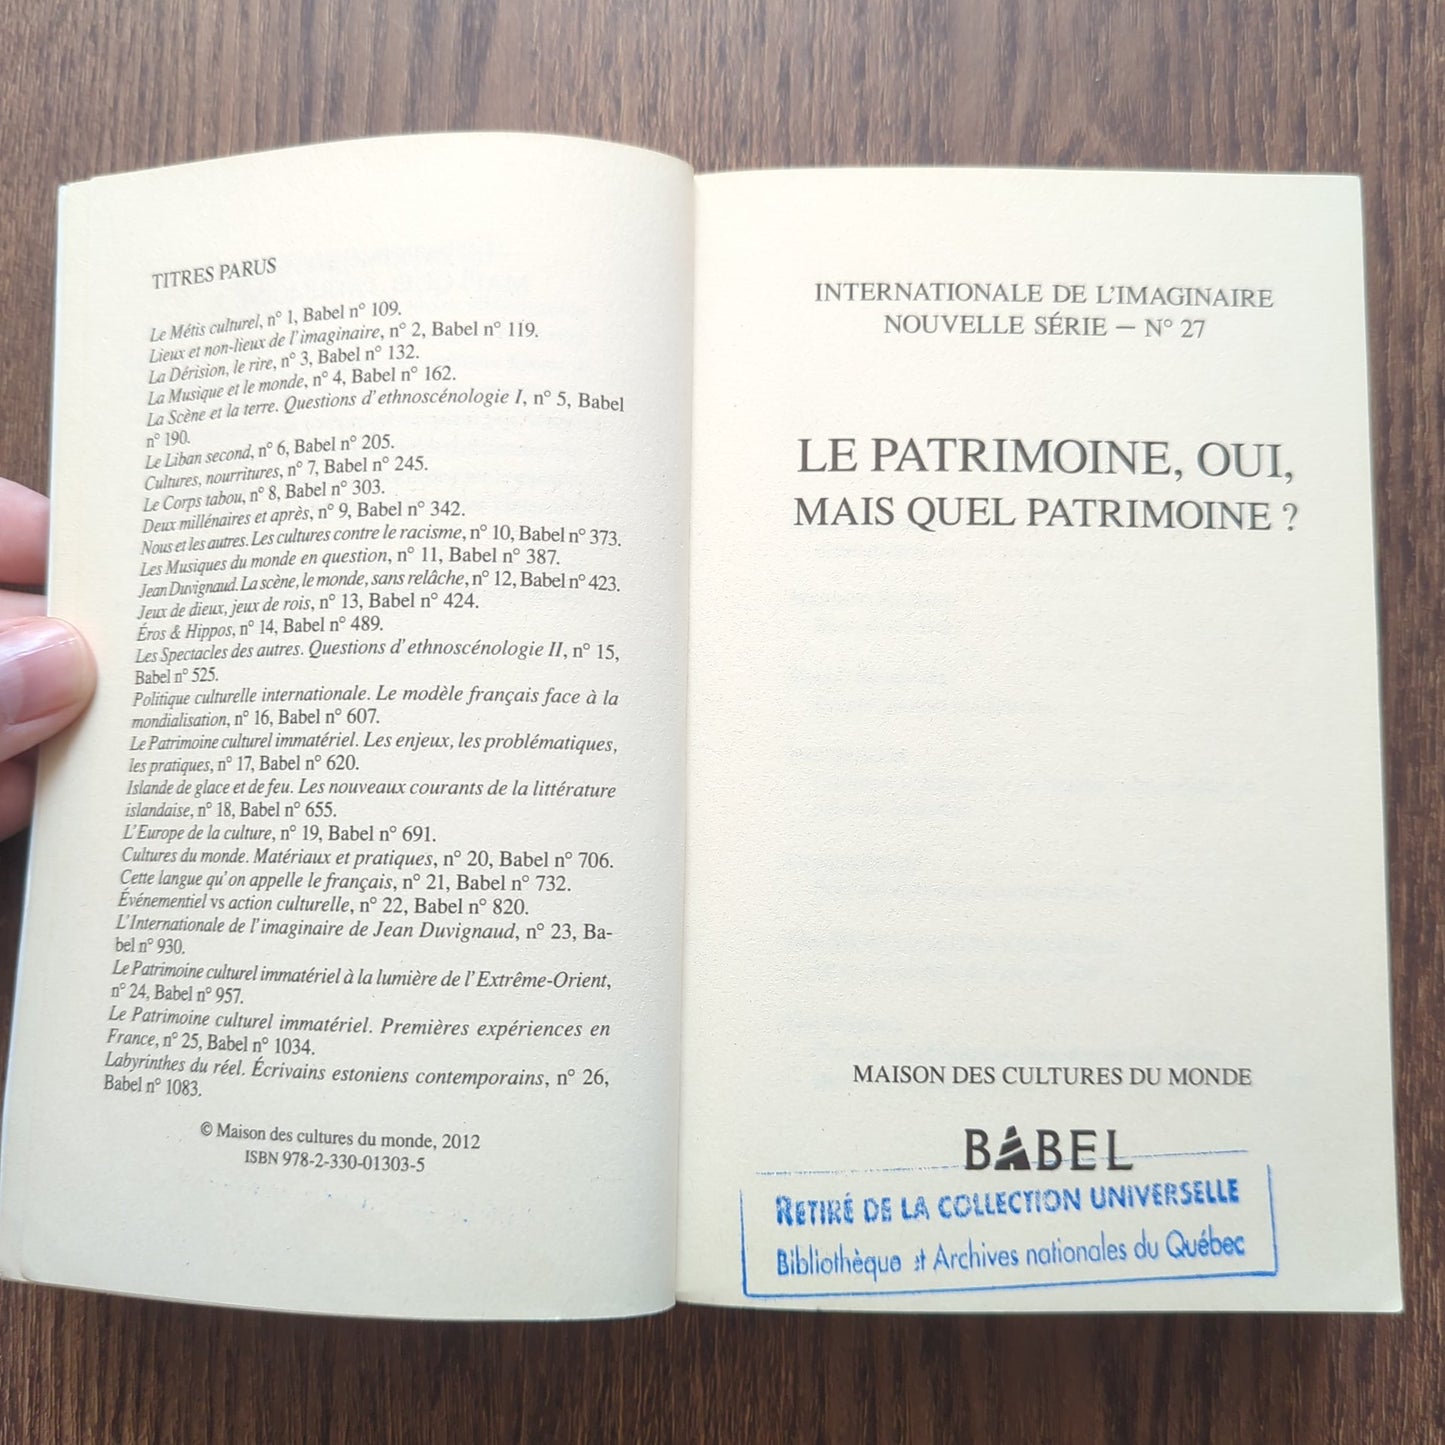 TITRES PARUS
Le Métis culturel, n° 1, Babel n° 109.
Lieux et non-lieux de l'imaginaire, n° 2, Babel n° 119.
La Dérision, le rire, n° 3, Babel n° 132.
La Musique et le monde, n° 4, Babel n° 162.
La Scène et la terre. Questions d'ethnoscénologie I, n° 5, Babel
n° 190.
Le Liban second, n° 6, Babel n° 205.
Cultures, nourritures, n° 7, Babel n° 245.
Le Corps tabou, n° 8, Babel n° 303.
Deux millénaires et après, n° 9, Babel n° 342.
Nous et les autres. Les cultures contre le racisme, n° 10, Babel n° 373.
Les Musiques du monde en question, n° 11, Babel n° 387.
Jean Duvignaud. La scène, le monde, sans relâche, n° 12, Babel n° 423.
Jeux de dieux, jeux de rois, n° 13, Babel n° 424.
Éros & Hippos, n° 14, Babel n° 489.
Les Spectacles des autres. Questions d'ethnoscénologie II, n° 15,
Babel n° 525.
Politique culturelle internationale. Le modèle français face à la
mondialisation, n° 16, Babel n° 607.
Le Patrimoine culturel immatériel. Les enjeux, les problématiques,
les pratiques, n° 17, Babel n° 620.
Islande de glace et de feu. Les nouveaux courants de la littérature
islandaise, n° 18, Babel n° 655.
L'Europe de la culture, n° 19, Babel n° 691.
Cultures du monde. Matériaux et pratiques, n° 20, Babel n° 706.
Cette langue qu'on appelle le français, n° 21, Babel n° 732.
Événementiel vs action culturelle, n° 22, Babel n° 820.
L'Internationale de l'imaginaire de Jean Duvignaud, n° 23, Ba-
bel n° 930.
Le Patrimoine culturel immatériel à la lumière de l'Extrême-Orient,
n° 24, Babel n° 957.
Le Patrimoine culturel immatériel. Premières expériences en
France, n° 25, Babel n° 1034.
Labyrinthes du réel. Écrivains estoniens contemporains, n° 26,
Babel n° 1083.
© Maison des cultures du monde, 2012
ISBN 978-2-330-01303-5
INTERNATIONALE DE L'IMAGINAIRE
NOUVELLE SÉRIE – N° 27
LE PATRIMOINE, OUI,
MAIS QUEL PATRIMOINE ?
MAISON DES CULTURES DU MONDE
BABEL
RETIRÉ DE LA COLLECTION UNIVERSELLE
Bibliothèque et Archives nationales du Québec